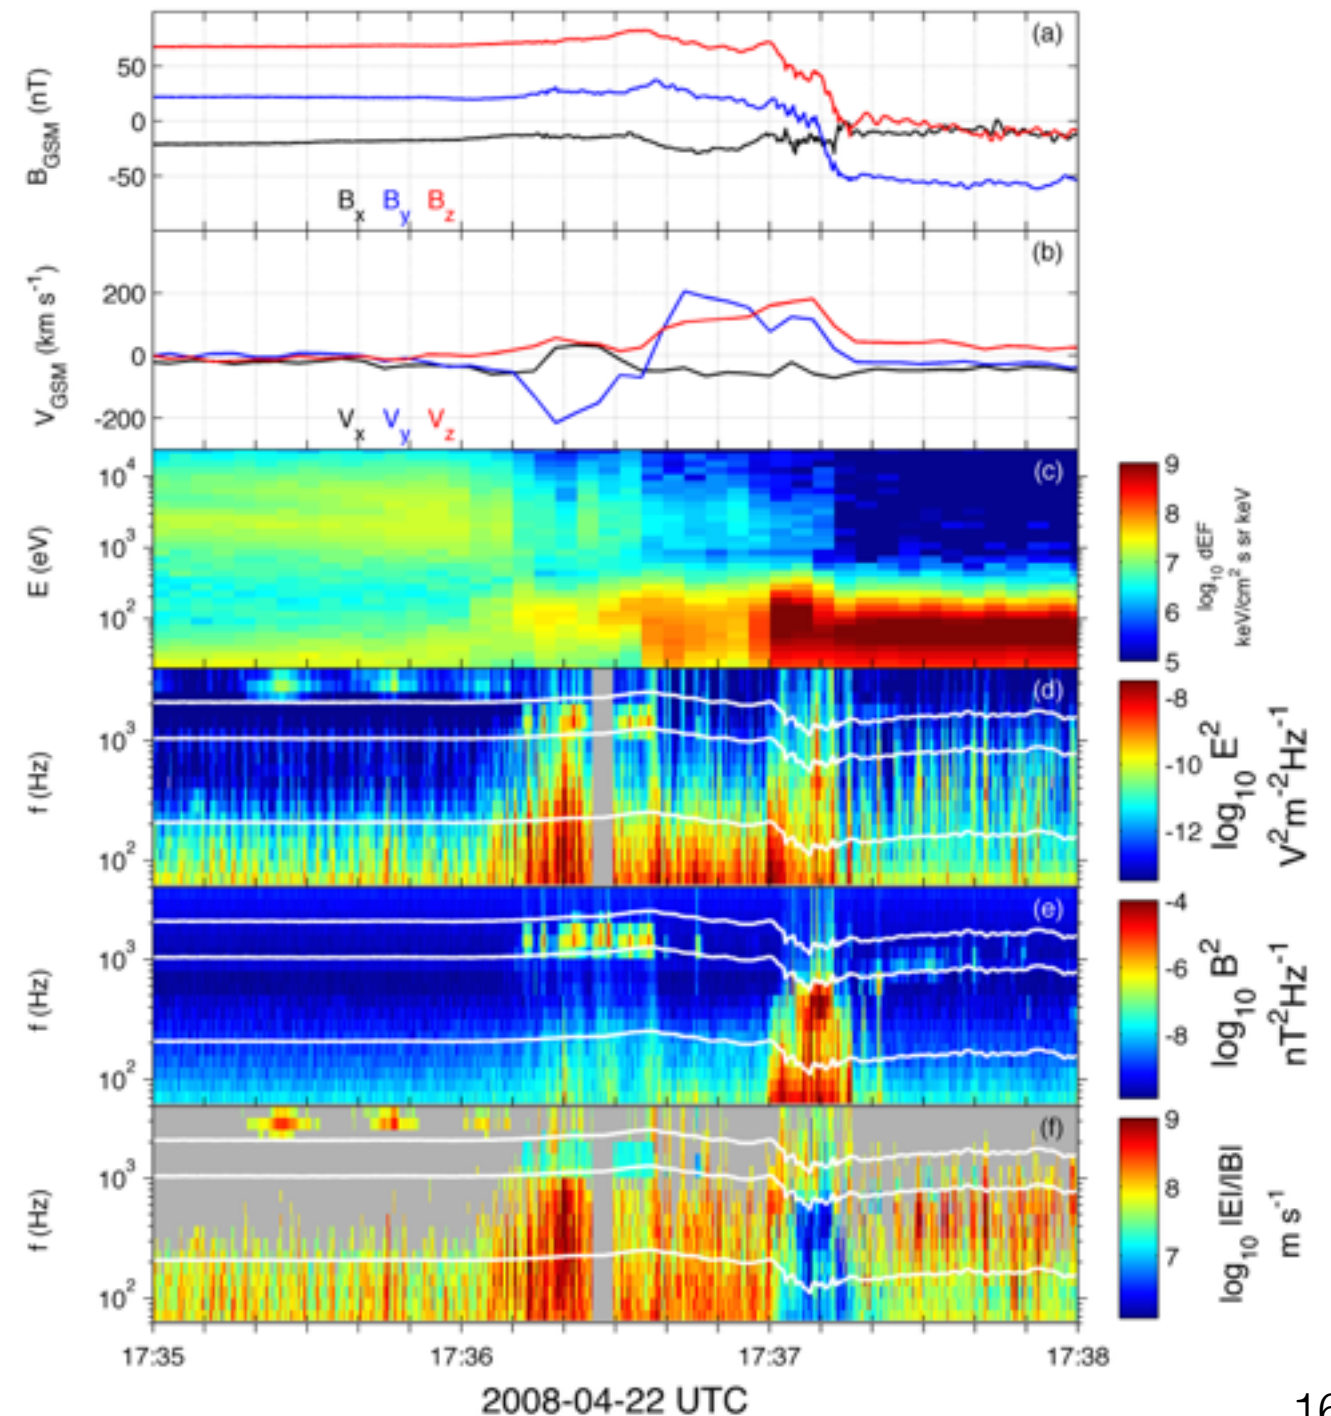 (a)
B_GSM (nT)
50
0
-50
B_x B_y B_z
(b)
V_GSM (km s^-1)
200
0
-200
V_x V_y V_z
(c)
E (eV)
10^4
10^3
10^2
9
8
7
6
5
log_10 dEF
keV/cm^2 s sr keV
(d)
f (Hz)
10^3
10^2
-8
-10
-12
log_10 E^2
V^2m^-2Hz^-1
(e)
f (Hz)
10^3
10^2
-4
-6
-8
log_10 B^2
nT^2Hz^-1
(f)
f (Hz)
10^3
10^2
9
8
7
log_10 |E|/|B|
m s^-1
17:35 17:36 17:37 17:38
2008-04-22 UTC
16